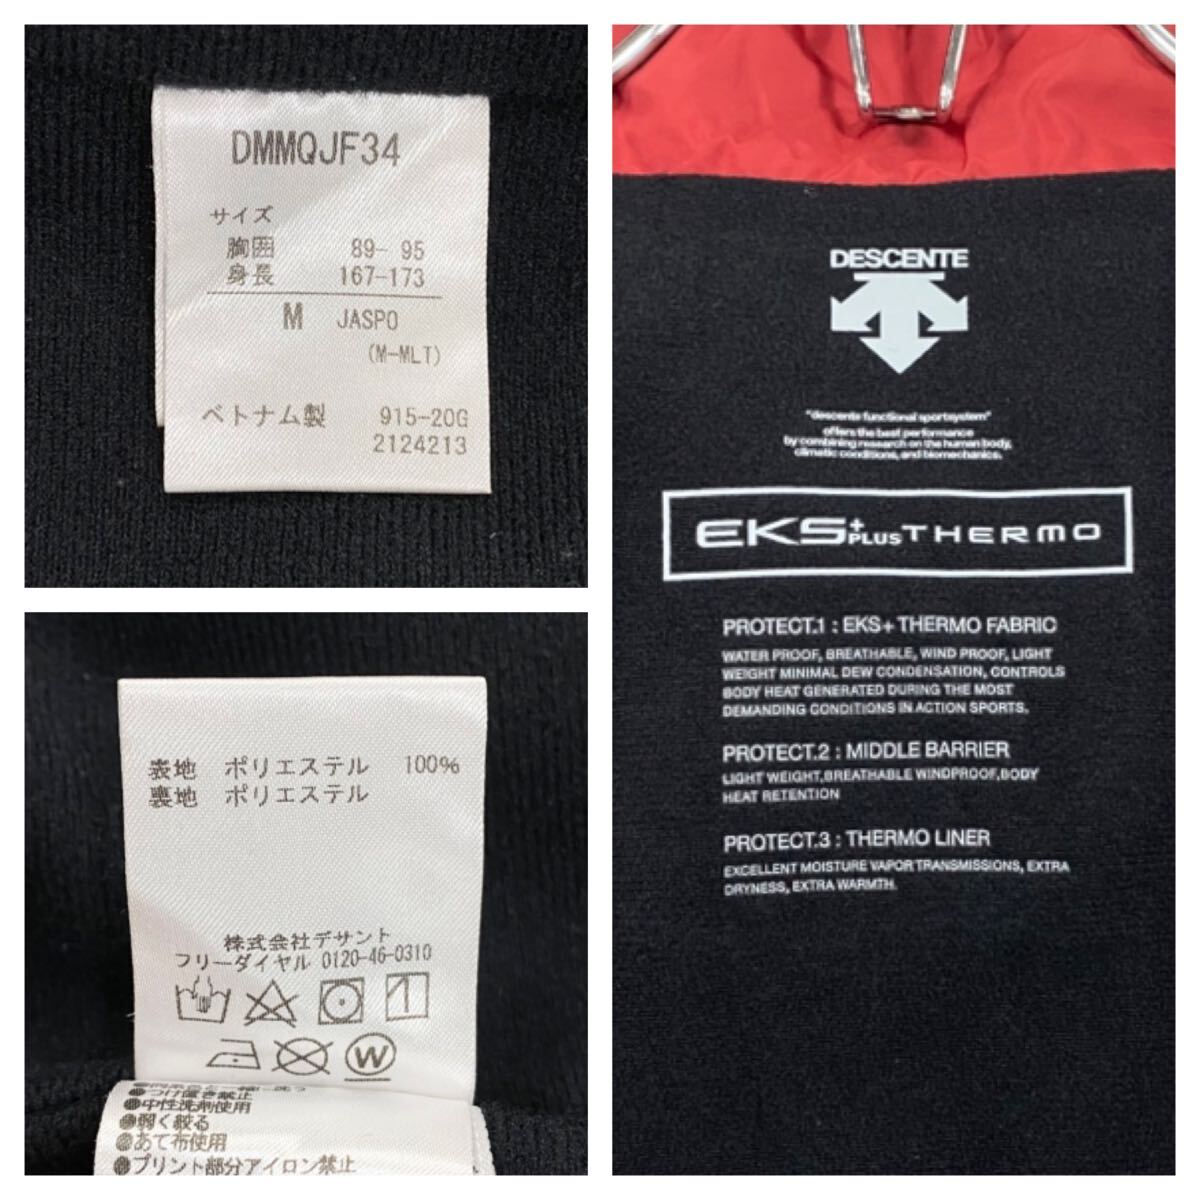 DMMQJF34
サイズ
胸囲 89- 95
身長 167-173
M JASPO
(M-MLT)
ベトナム製 915-20G
2124213
表地 ポリエステル 100%
裏地 ポリエステル
株式会社デサント
フリーダイヤル 0120-46-0310
W
●つけ置き禁止
●中性洗剤使用
●弱く絞る
●あて布使用
●プリント部分アイロン禁止
DESCENTE
"descente functional sportsystem"
offers the best performance
by combining research on the human body,
climatic conditions, and biomechanics.
EKS+PLUS THERMO
PROTECT.1 : EKS+ THERMO FABRIC
WATER PROOF, BREATHABLE, WIND PROOF, LIGHT
WEIGHT MINIMAL DEW CONDENSATION, CONTROLS
BODY HEAT GENERATED DURING THE MOST
DEMANDING CONDITIONS IN ACTION SPORTS.
PROTECT.2 : MIDDLE BARRIER
LIGHT WEIGHT,BREATHABLE WINDPROOF,BODY
HEAT RETENTION
PROTECT.3 : THERMO LINER
EXCELLENT MOISTURE VAPOR TRANSMISSIONS, EXTRA
DRYNESS, EXTRA WARMTH.